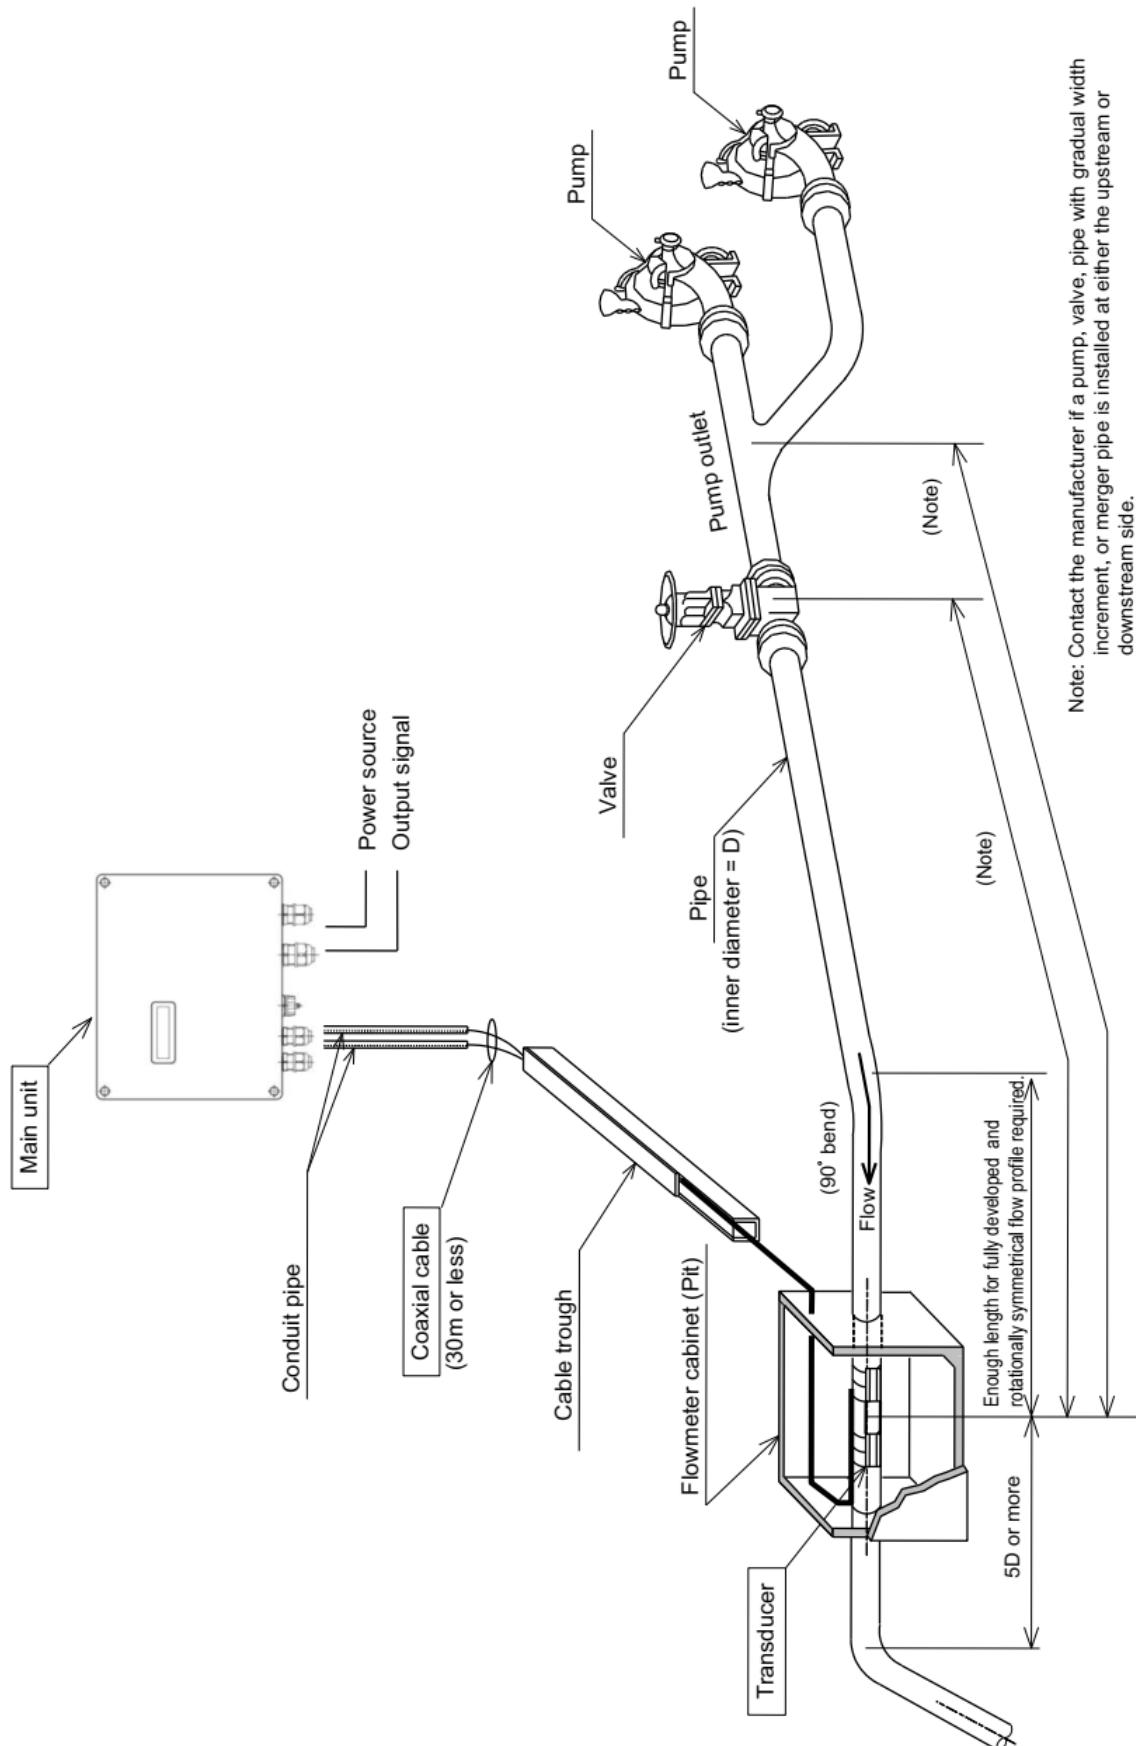 Main unit
Power source
Output signal
Conduit pipe
Coaxial cable
(30m or less)
Cable trough
Flowmeter cabinet (Pit)
Transducer
Pump
Pump
Pump outlet
Valve
Pipe
(inner diameter = D)
(90° bend)
Flow
(Note)
(Note)
Enough length for fully developed and
rotationally symmetrical flow profile required.
5D or more
Note: Contact the manufacturer if a pump, valve, pipe with gradual width
increment, or merger pipe is installed at either the upstream or
downstream side.